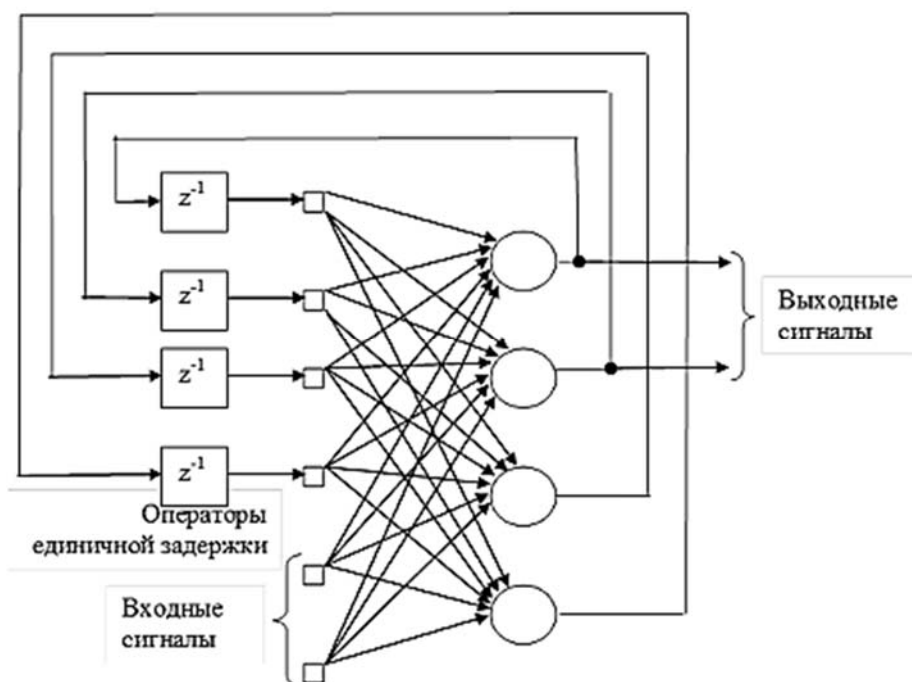 z⁻¹
z⁻¹
z⁻¹
z⁻¹
Выходные
сигналы
Операторы
единичной задержки
Входные
сигналы